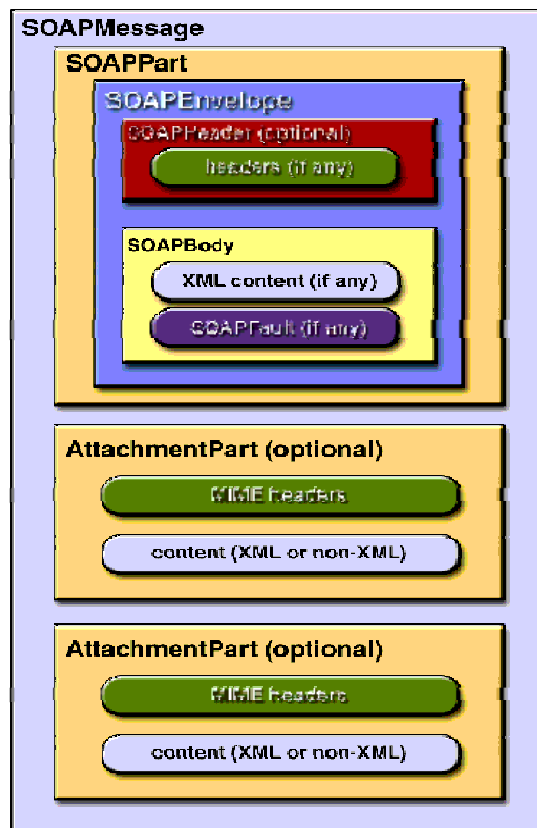 SOAPMessage
SOAPPart
SOAPEnvelope
SOAPHeader (optional)
headers (if any)
SOAPBody
XML content (if any)
SOAPFault (if any)
AttachmentPart (optional)
MIME headers
content (XML or non-XML)
AttachmentPart (optional)
MIME headers
content (XML or non-XML)